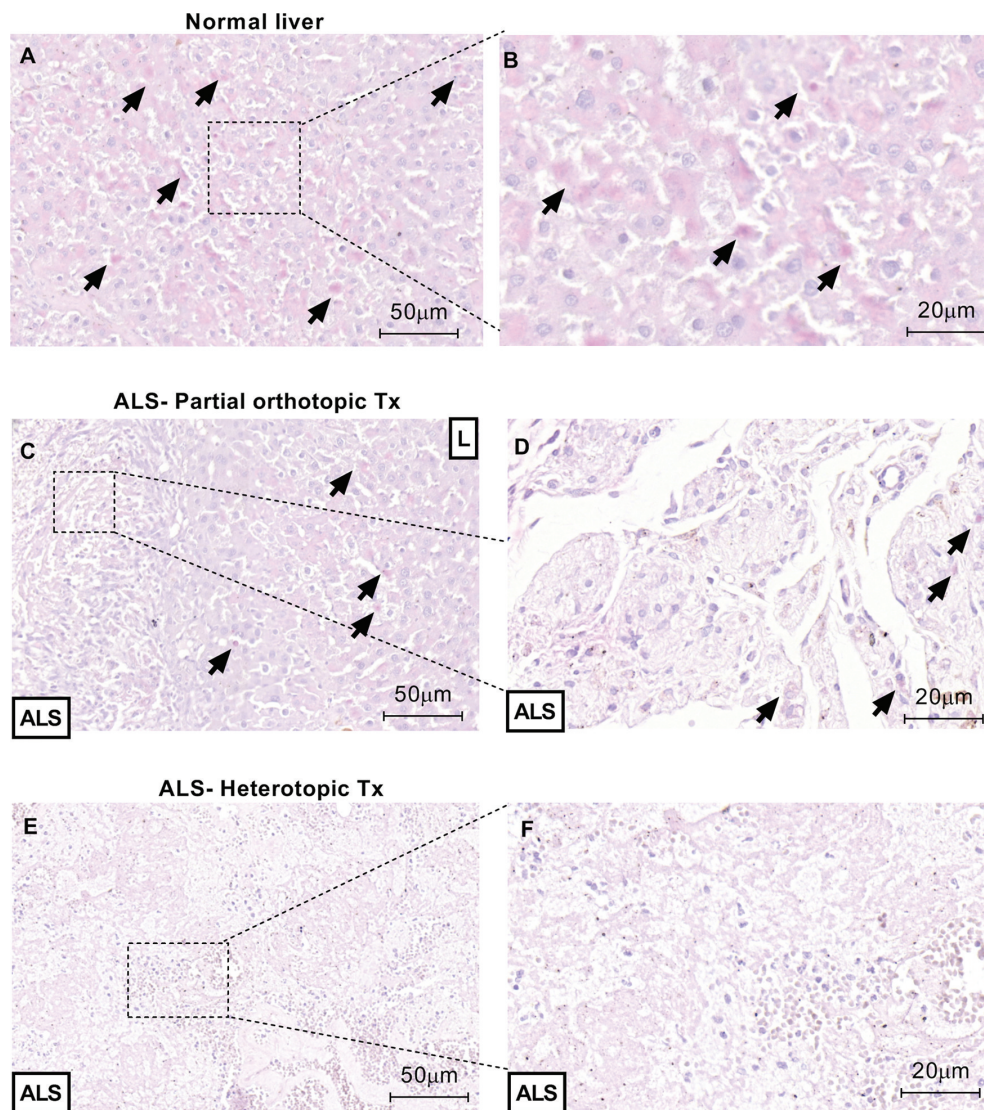 Normal liver
A
B
50μm
20μm
ALS- Partial orthotopic Tx
C
L
D
ALS
50μm
ALS
20μm
ALS- Heterotopic Tx
E
F
ALS
50μm
ALS
20μm